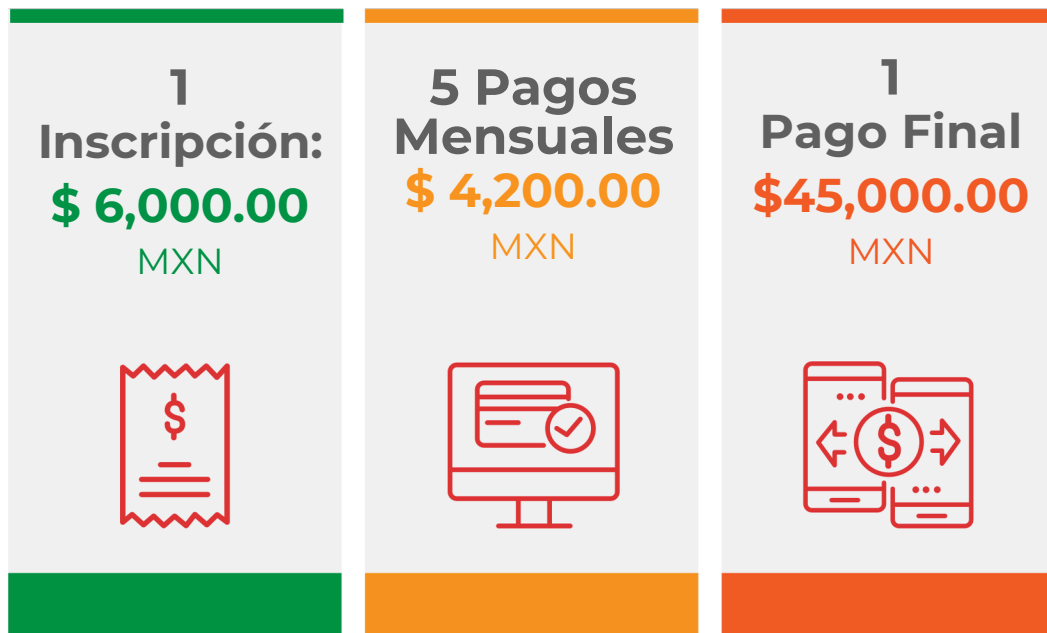 1
Inscripción:
$ 6,000.00
MXN
$
5 Pagos
Mensuales
$ 4,200.00
MXN
1
Pago Final
$45,000.00
MXN
$